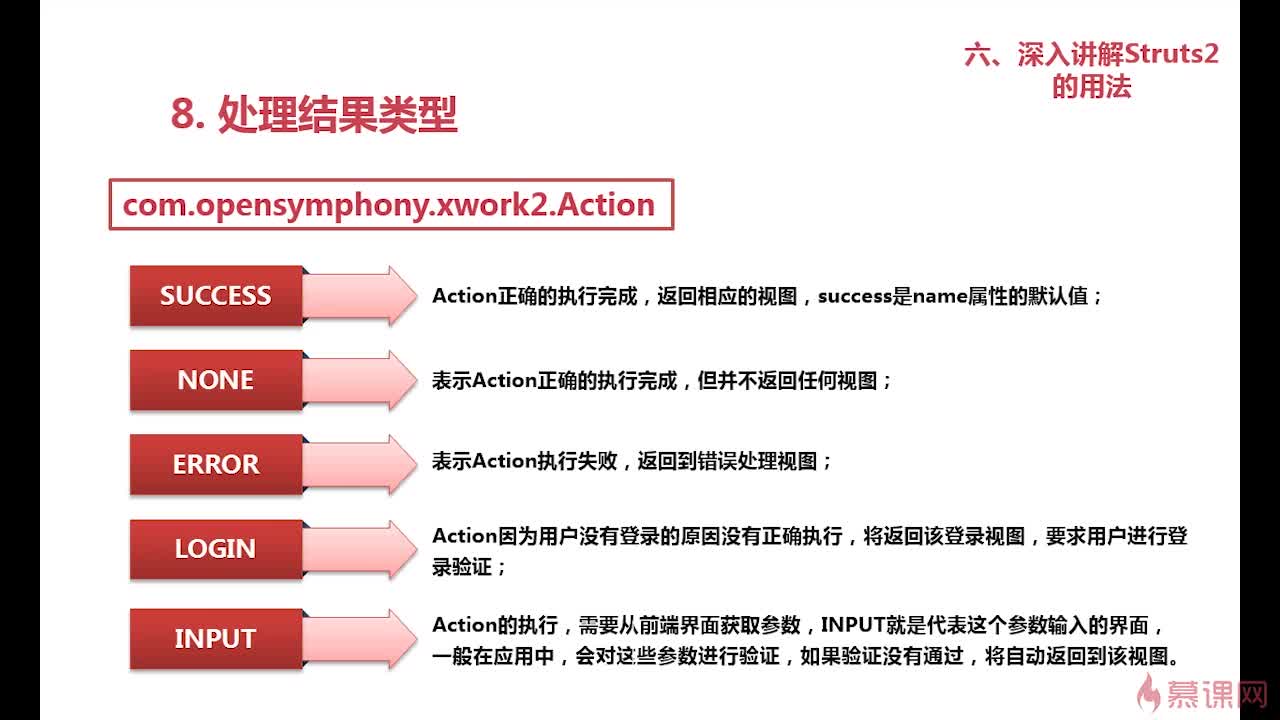 六、深入讲解Struts2
的用法
8. 处理结果类型
com.opensymphony.xwork2.Action
SUCCESS
Action正确的执行完成，返回相应的视图，success是name属性的默认值；
NONE
表示Action正确的执行完成，但并不返回任何视图；
ERROR
表示Action执行失败，返回到错误处理视图；
LOGIN
Action因为用户没有登录的原因没有正确执行，将返回该登录视图，要求用户进行登
录验证；
INPUT
Action的执行，需要从前端界面获取参数，INPUT就是代表这个参数输入的界面，
一般在应用中，会对这些参数进行验证，如果验证没有通过，将自动返回到该视图。
慕课网